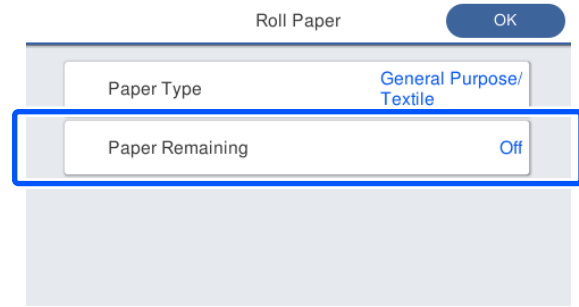 Roll Paper
OK
Paper Type
General Purpose/
Textile
Paper Remaining
Off